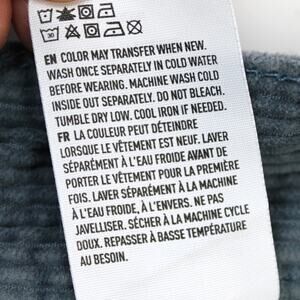 EN COLOR MAY TRANSFER WHEN NEW.
WASH ONCE SEPARATELY IN COLD WATER
BEFORE WEARING. MACHINE WASH COLD
INSIDE OUT SEPARATELY. DO NOT BLEACH.
TUMBLE DRY LOW. COOL IRON IF NEEDED.
FR LA COULEUR PEUT DÉTEINDRE
LORSQUE LE VÊTEMENT EST NEUF. LAVER
SÉPARÉMENT À L'EAU FROIDE AVANT DE
PORTER LE VÊTEMENT POUR LA PREMIÈRE
FOIS. LAVER SÉPARÉMENT À LA MACHINE
À L'EAU FROIDE, À L'ENVERS. NE PAS
JAVELLISER. SÉCHER À LA MACHINE CYCLE
DOUX. REPASSER À BASSE TEMPÉRATURE
AU BESOIN.